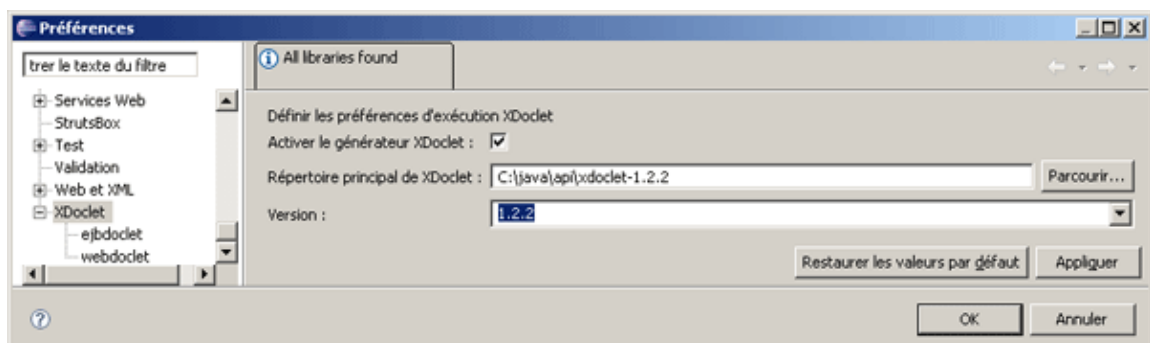 Préférences
trer le texte du filtre
Services Web
StrutsBox
Test
Validation
Web et XML
XDoclet
ejbdoclet
webdoclet
All libraries found
Définir les préférences d'exécution XDoclet
Activer le générateur XDoclet :
Répertoire principal de XDoclet : C:\java\api\xdoclet-1.2.2 Parcourir...
Version : 1.2.2
Restaurer les valeurs par défaut Appliquer
OK Annuler